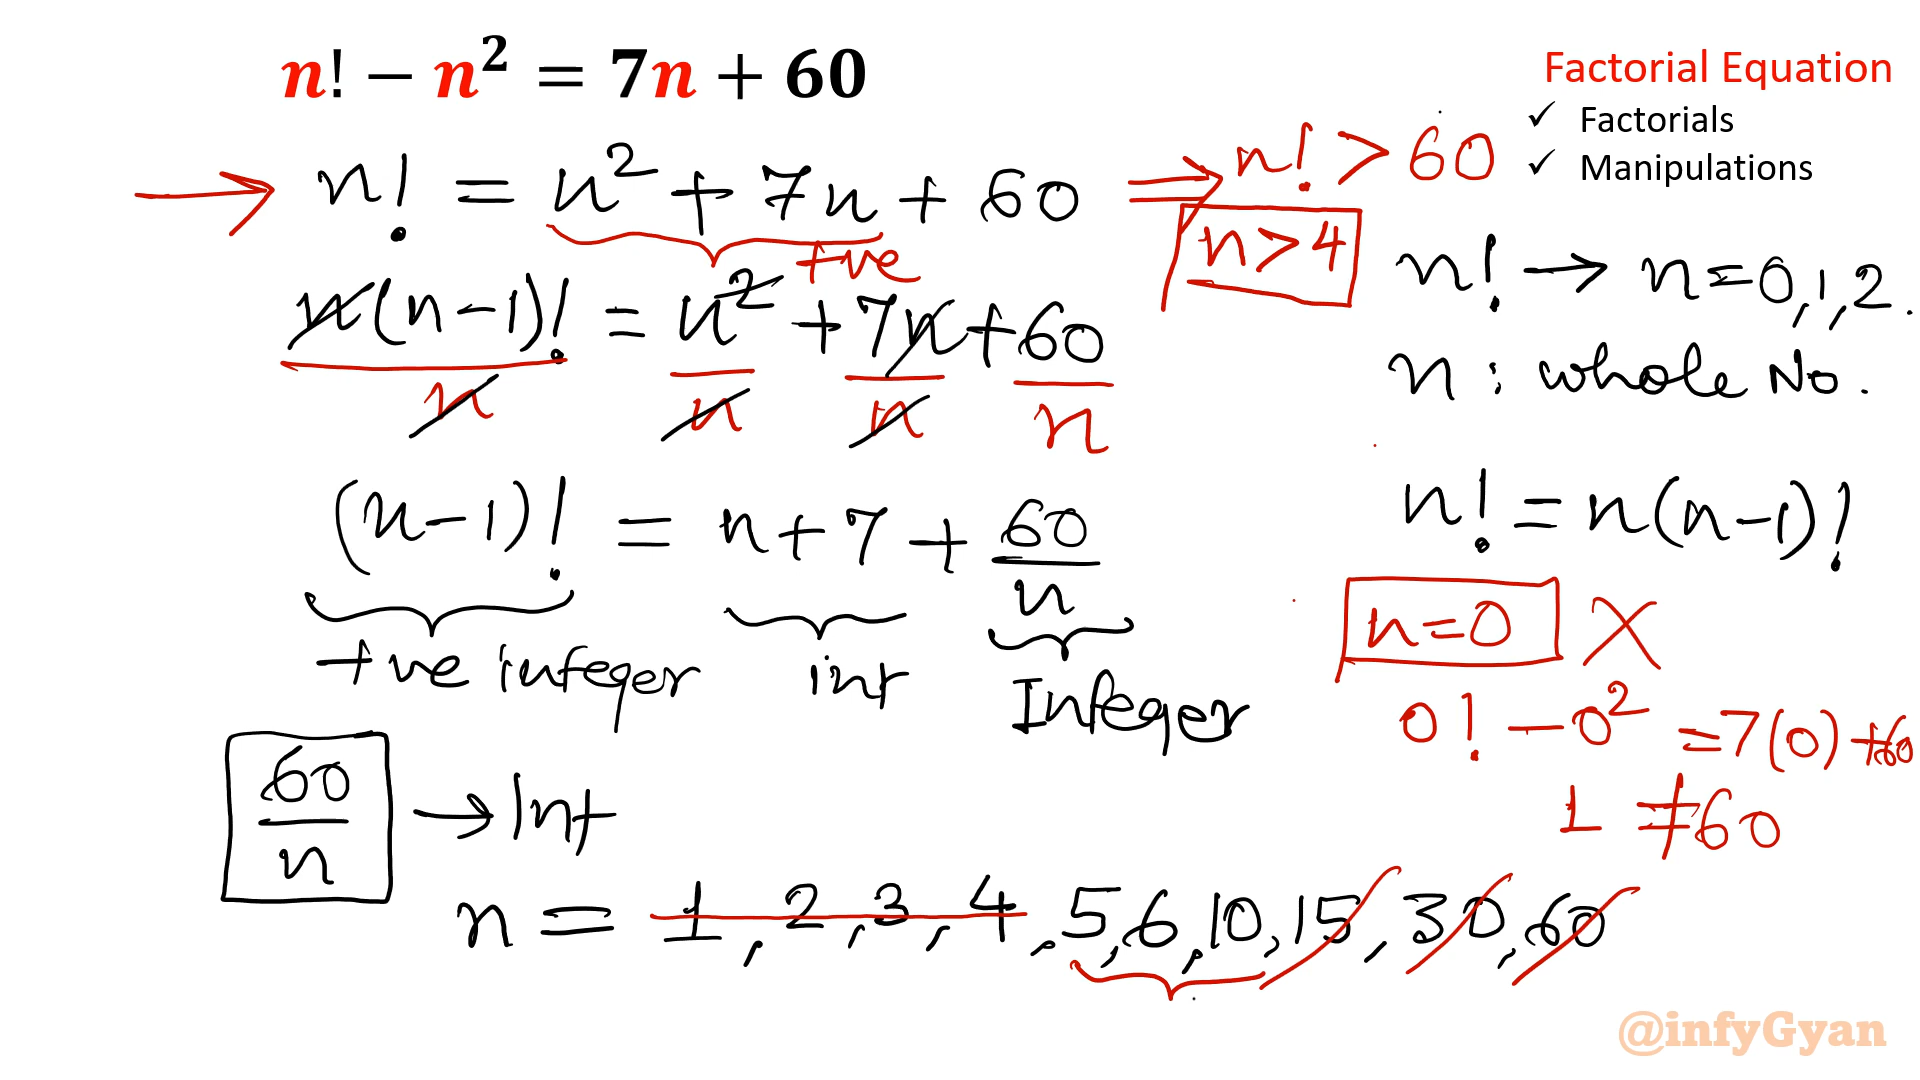 n! − n² = 7n + 60
Factorial Equation
✓ Factorials
✓ Manipulations
→ n! = n² + 7n + 60 ⇒ n! > 60
+ve
n > 4
n! → n = 0, 1, 2.
n(n−1)!/n = n²/n + 7n/n + 60/n
n : whole No.
(n−1)! = n + 7 + 60/n
n! = n(n−1)!
+ve integer int Integer
n = 0 X
0! − 0² = 7(0) + 60
1 ≠ 60
60/n → Int
n = 1, 2, 3, 4, 5, 6, 10, 15, 30, 60
@infyGyan